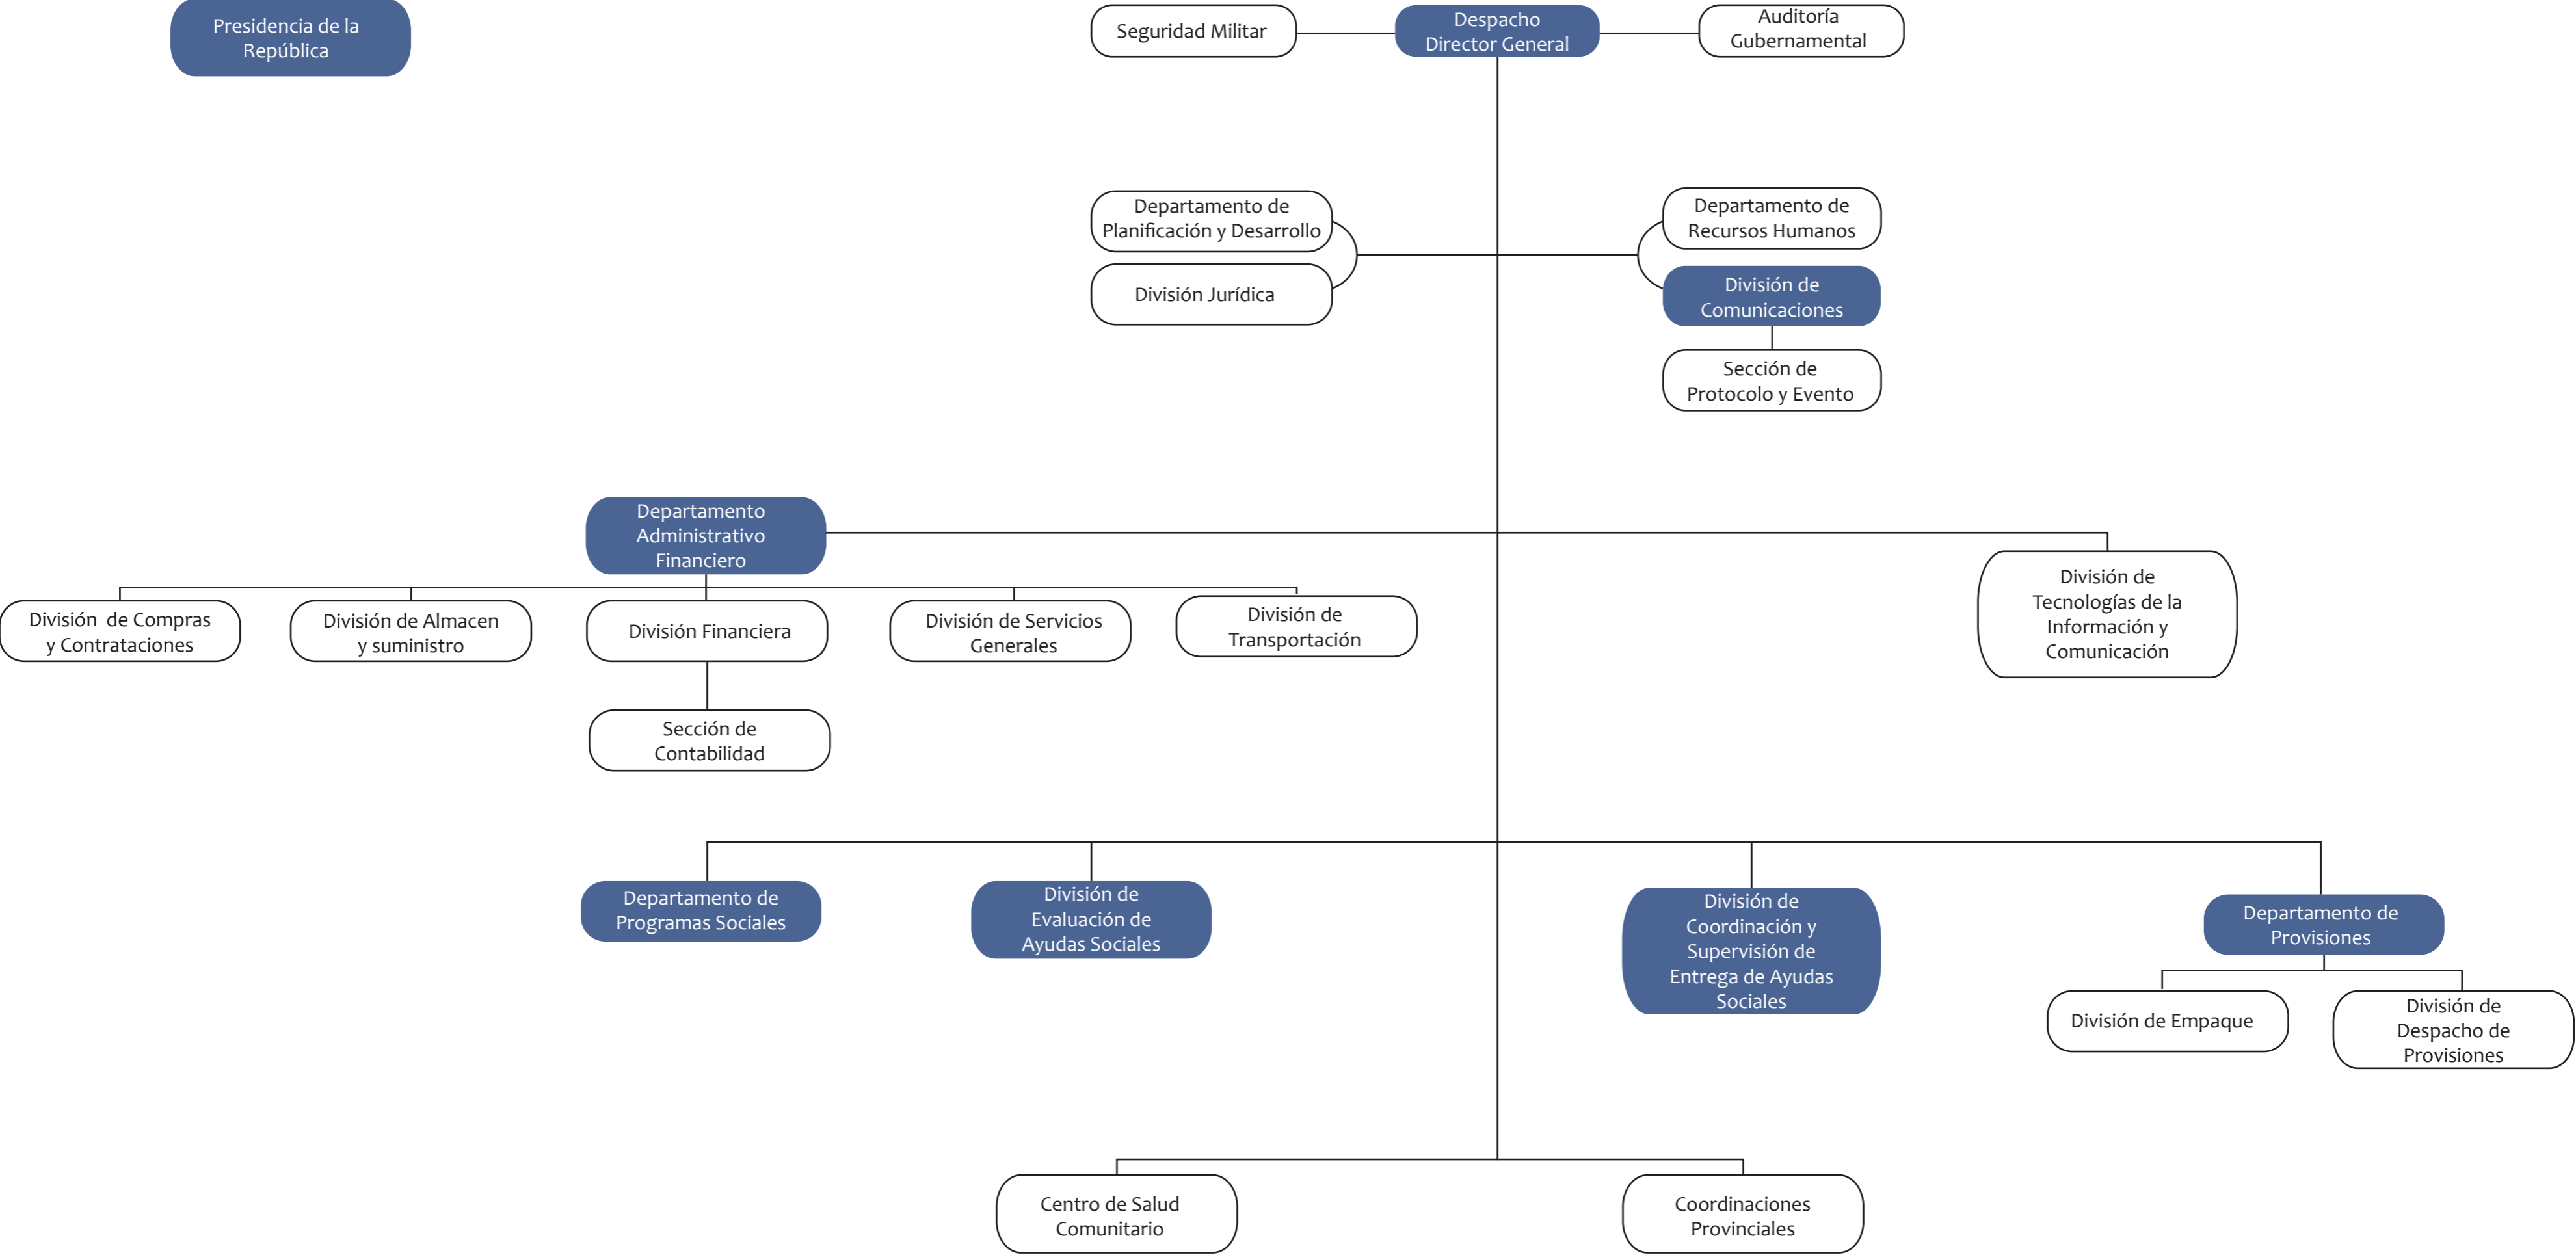 Presidencia de la
República
Seguridad Militar
Despacho
Director General
Auditoría
Gubernamental
Departamento de
Planificación y Desarrollo
División Jurídica
Departamento de
Recursos Humanos
División de
Comunicaciones
Sección de
Protocolo y Evento
Departamento
Administrativo
Financiero
División de
Tecnologías de la
Información y
Comunicación
División  de Compras
y Contrataciones
División de Almacen
y suministro
División Financiera
División de Servicios
Generales
División de
Transportación
Sección de
Contabilidad
Departamento de
Programas Sociales
División de
Evaluación de
Ayudas Sociales
División de
Coordinación y
Supervisión de
Entrega de Ayudas
Sociales
Departamento de
Provisiones
División de Empaque
División de
Despacho de
Provisiones
Centro de Salud
Comunitario
Coordinaciones
Provinciales